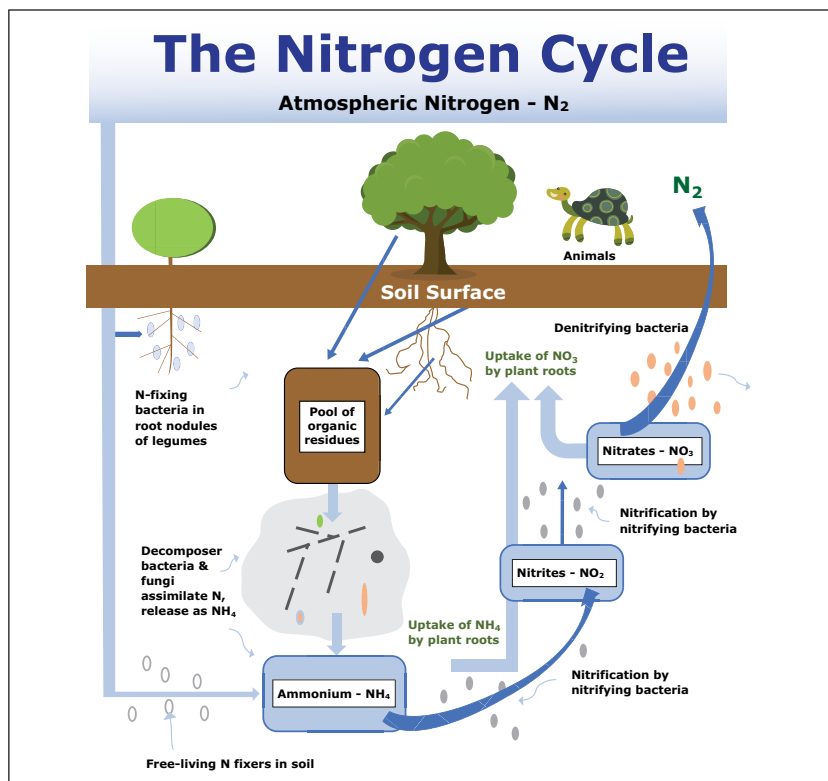 The Nitrogen Cycle
Atmospheric Nitrogen - N₂
N₂
Animals
Soil Surface
Denitrifying bacteria
Uptake of NO₃
by plant roots
N-fixing
bacteria in
root nodules
of legumes
Pool of
organic
residues
Nitrates - NO₃
Nitrification by
nitrifying bacteria
Decomposer
bacteria &
fungi
assimilate N,
release as NH₄
Nitrites - NO₂
Uptake of NH₄
by plant roots
Ammonium - NH₄
Nitrification by
nitrifying bacteria
Free-living N fixers in soil